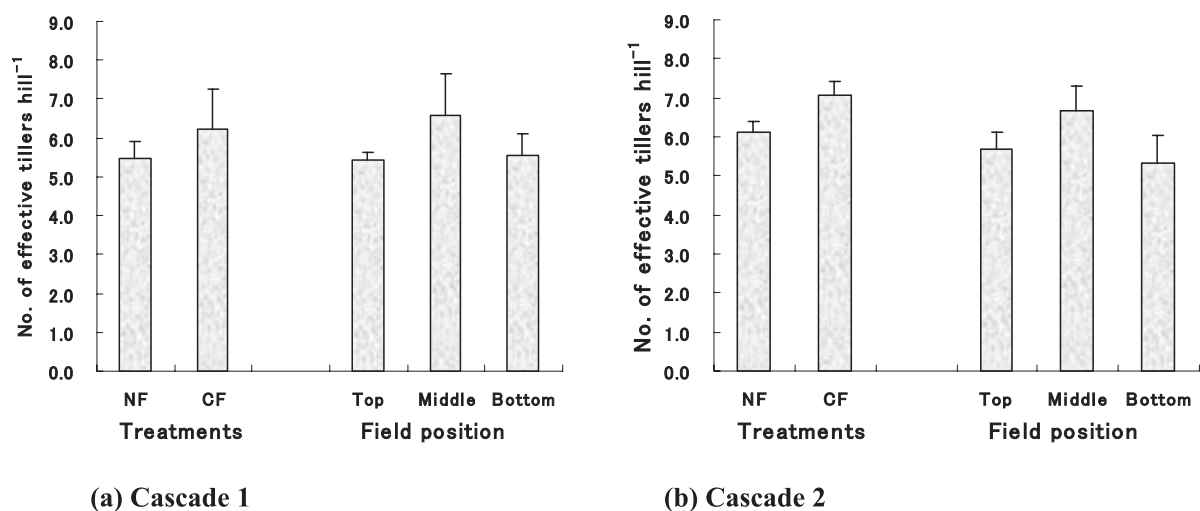 No. of effective tillers hill⁻¹
9.0
8.0
7.0
6.0
5.0
4.0
3.0
2.0
1.0
0.0
NF CF Top Middle Bottom
Treatments Field position
(a) Cascade 1
No. of effective tillers hill⁻¹
9.0
8.0
7.0
6.0
5.0
4.0
3.0
2.0
1.0
0.0
NF CF Top Middle Bottom
Treatments Field position
(b) Cascade 2